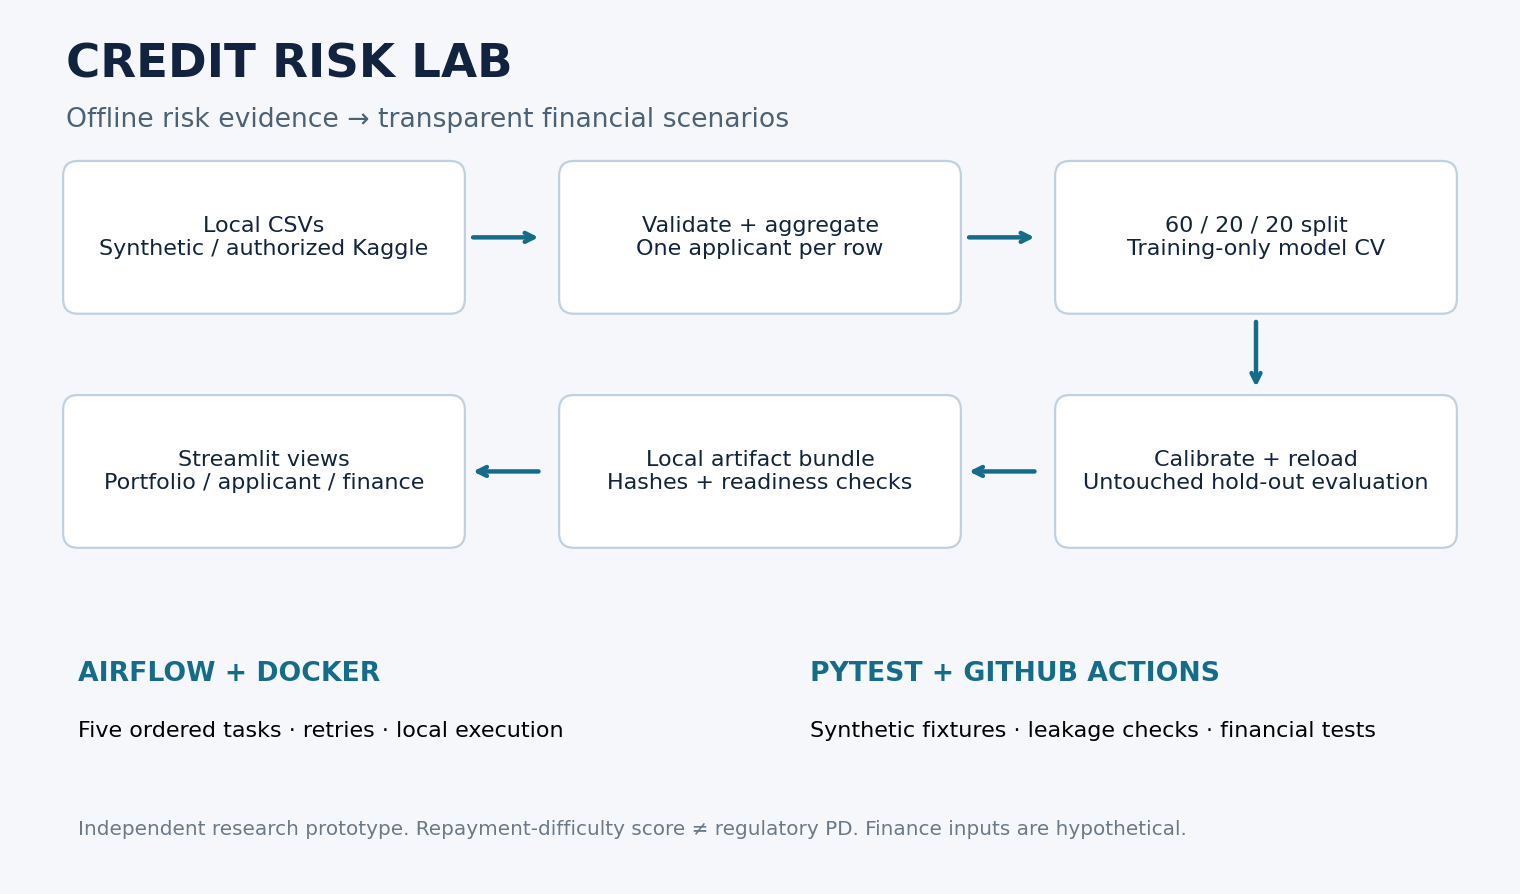 CREDIT RISK LAB
Offline risk evidence → transparent financial scenarios
Local CSVs
Synthetic / authorized Kaggle
Validate + aggregate
One applicant per row
60 / 20 / 20 split
Training-only model CV
Streamlit views
Portfolio / applicant / finance
Local artifact bundle
Hashes + readiness checks
Calibrate + reload
Untouched hold-out evaluation
AIRFLOW + DOCKER
Five ordered tasks · retries · local execution
PYTEST + GITHUB ACTIONS
Synthetic fixtures · leakage checks · financial tests
Independent research prototype. Repayment-difficulty score ≠ regulatory PD. Finance inputs are hypothetical.